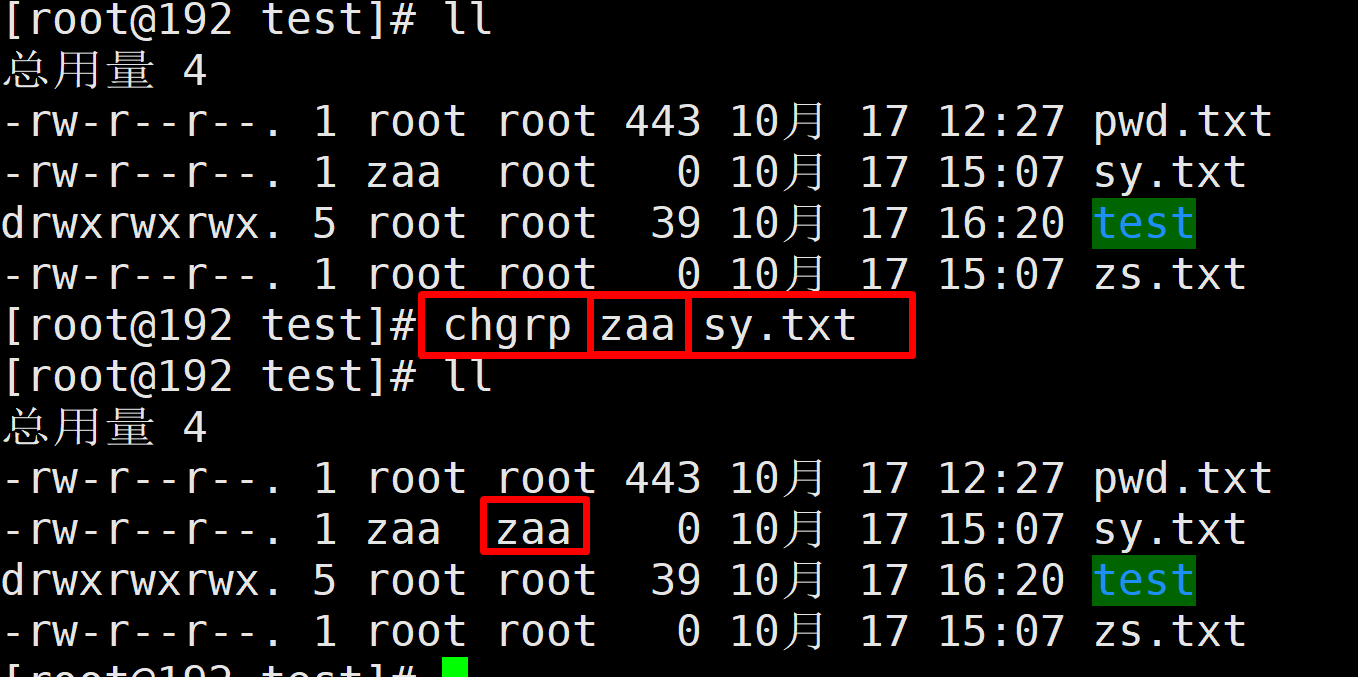 [root@192 test]# ll
总用量 4
-rw-r--r--. 1 root root 443 10月 17 12:27 pwd.txt
-rw-r--r--. 1 zaa  root   0 10月 17 15:07 sy.txt
drwxrwxrwx. 5 root root  39 10月 17 16:20 test
-rw-r--r--. 1 root root   0 10月 17 15:07 zs.txt
[root@192 test]# chgrp zaa sy.txt
[root@192 test]# ll
总用量 4
-rw-r--r--. 1 root root 443 10月 17 12:27 pwd.txt
-rw-r--r--. 1 zaa  zaa    0 10月 17 15:07 sy.txt
drwxrwxrwx. 5 root root  39 10月 17 16:20 test
-rw-r--r--. 1 root root   0 10月 17 15:07 zs.txt
[root@192 test]#